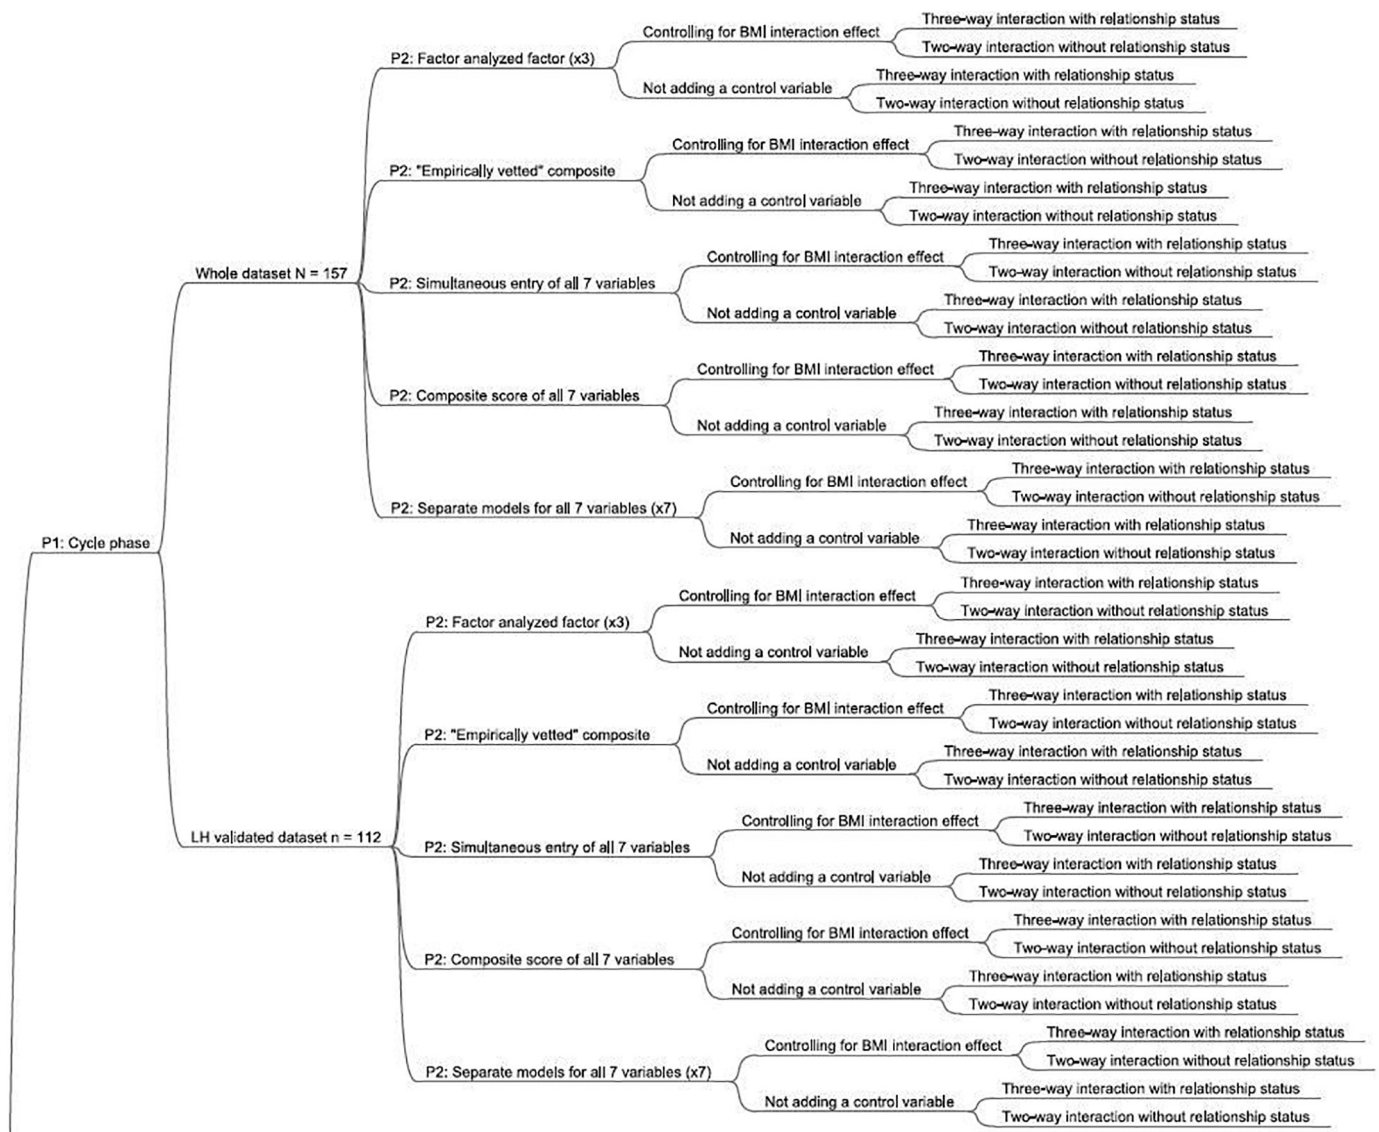 P1: Cycle phase
Whole dataset N = 157
P2: Factor analyzed factor (x3)
Controlling for BMI interaction effect
Three-way interaction with relationship status
Two-way interaction without relationship status
Not adding a control variable
Three-way interaction with relationship status
Two-way interaction without relationship status
P2: "Empirically vetted" composite
Controlling for BMI interaction effect
Three-way interaction with relationship status
Two-way interaction without relationship status
Not adding a control variable
Three-way interaction with relationship status
Two-way interaction without relationship status
P2: Simultaneous entry of all 7 variables
Controlling for BMI interaction effect
Three-way interaction with relationship status
Two-way interaction without relationship status
Not adding a control variable
Three-way interaction with relationship status
Two-way interaction without relationship status
P2: Composite score of all 7 variables
Controlling for BMI interaction effect
Three-way interaction with relationship status
Two-way interaction without relationship status
Not adding a control variable
Three-way interaction with relationship status
Two-way interaction without relationship status
P2: Separate models for all 7 variables (x7)
Controlling for BMI interaction effect
Three-way interaction with relationship status
Two-way interaction without relationship status
Not adding a control variable
Three-way interaction with relationship status
Two-way interaction without relationship status
LH validated dataset n = 112
P2: Factor analyzed factor (x3)
Controlling for BMI interaction effect
Three-way interaction with relationship status
Two-way interaction without relationship status
Not adding a control variable
Three-way interaction with relationship status
Two-way interaction without relationship status
P2: "Empirically vetted" composite
Controlling for BMI interaction effect
Three-way interaction with relationship status
Two-way interaction without relationship status
Not adding a control variable
Three-way interaction with relationship status
Two-way interaction without relationship status
P2: Simultaneous entry of all 7 variables
Controlling for BMI interaction effect
Three-way interaction with relationship status
Two-way interaction without relationship status
Not adding a control variable
Three-way interaction with relationship status
Two-way interaction without relationship status
P2: Composite score of all 7 variables
Controlling for BMI interaction effect
Three-way interaction with relationship status
Two-way interaction without relationship status
Not adding a control variable
Three-way interaction with relationship status
Two-way interaction without relationship status
P2: Separate models for all 7 variables (x7)
Controlling for BMI interaction effect
Three-way interaction with relationship status
Two-way interaction without relationship status
Not adding a control variable
Three-way interaction with relationship status
Two-way interaction without relationship status